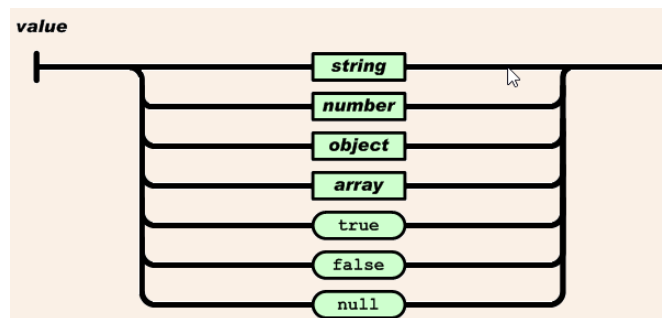 value
string
number
object
array
true
false
null